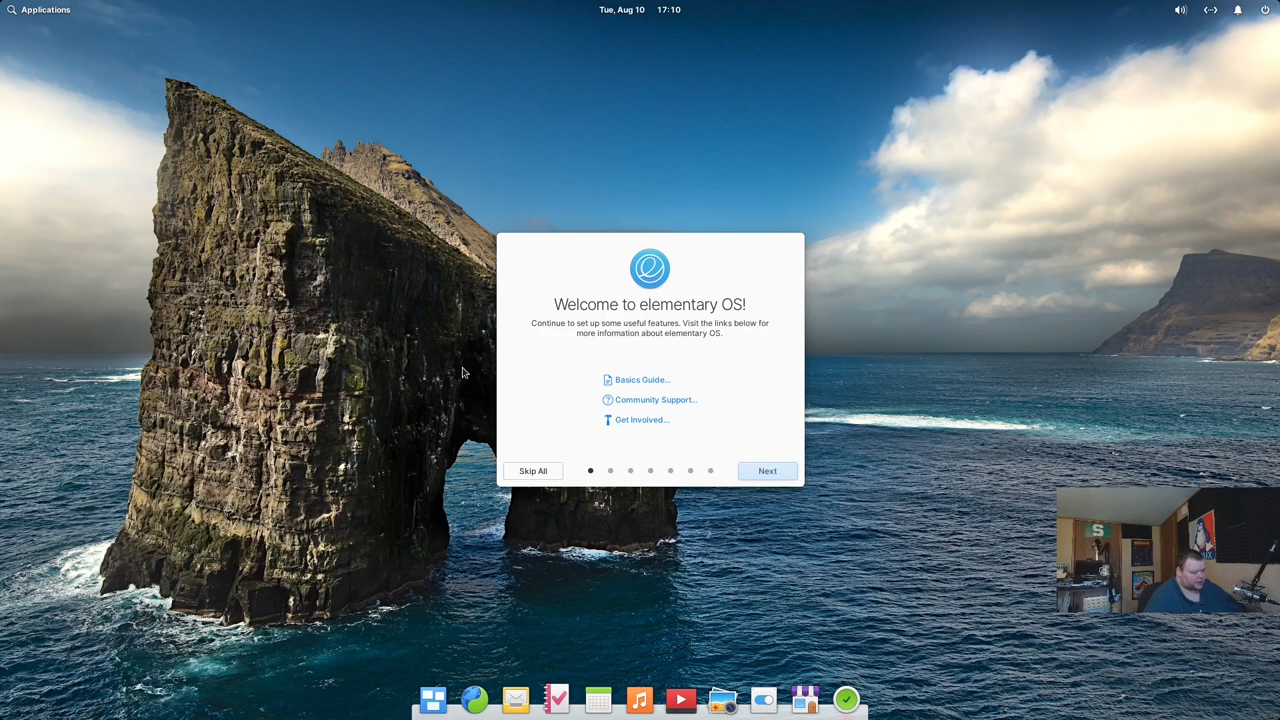 Applications
Tue, Aug 10 17:10
Welcome to elementary OS!
Continue to set up some useful features. Visit the links below for
more information about elementary OS.
Basics Guide...
Community Support...
Get Involved...
Skip All
Next
S